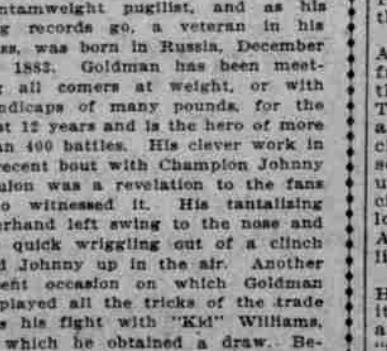 ntamweight pugilist, and as his
g records go, a veteran in his
ss, was born in Russia, December
1883. Goldman has been meet-
g all comers at weight, or with
ndicaps of many pounds, for the
st 12 years and is the hero of more
an 400 battles. His clever work in
recent bout with Champion Johnny
ulon was a revelation to the fans
o witnessed it. His tantalizing
erhand left swing to the nose and
quick wriggling out of a clinch
d Johnny up in the air. Another
ent occasion on which Goldman
played all the tricks of the trade
s his fight with "Kid" Williams,
which he obtained a draw. Be-